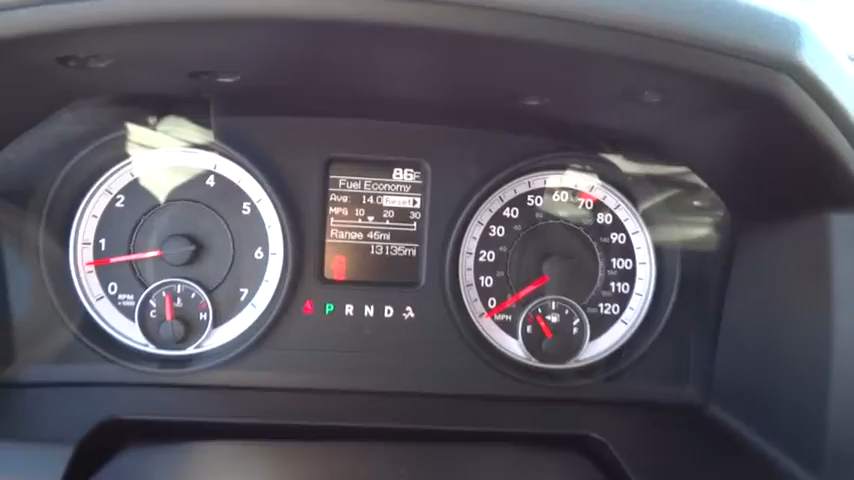 86F
Fuel Economy
Avg: 14.0 Reset
MPG 10 20 30
Range 46mi
13135mi
0 1 2 4 5 6 7
RPM
x1000
C H
P R N D
0 10 20 30 40 50 60 70 80 90 100 110 120
MPH
E F